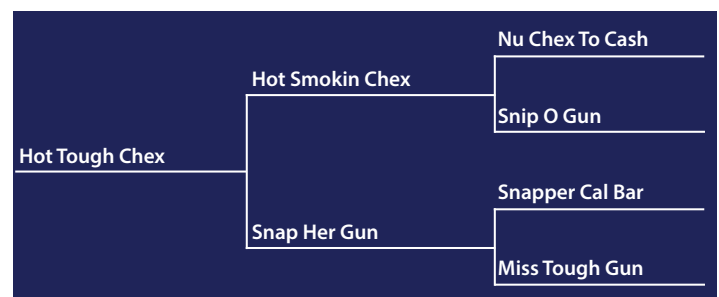 Nu Chex To Cash
Hot Smokin Chex
Snip O Gun
Hot Tough Chex
Snapper Cal Bar
Snap Her Gun
Miss Tough Gun